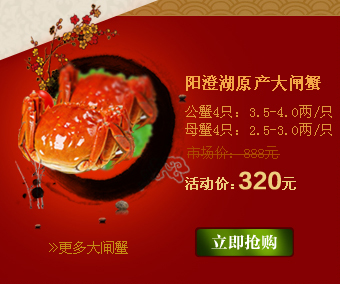 阳澄湖原产大闸蟹
公蟹4只：3.5-4.0两/只
母蟹4只：2.5-3.0两/只
市场价：888元
活动价：320元
»更多大闸蟹
立即抢购